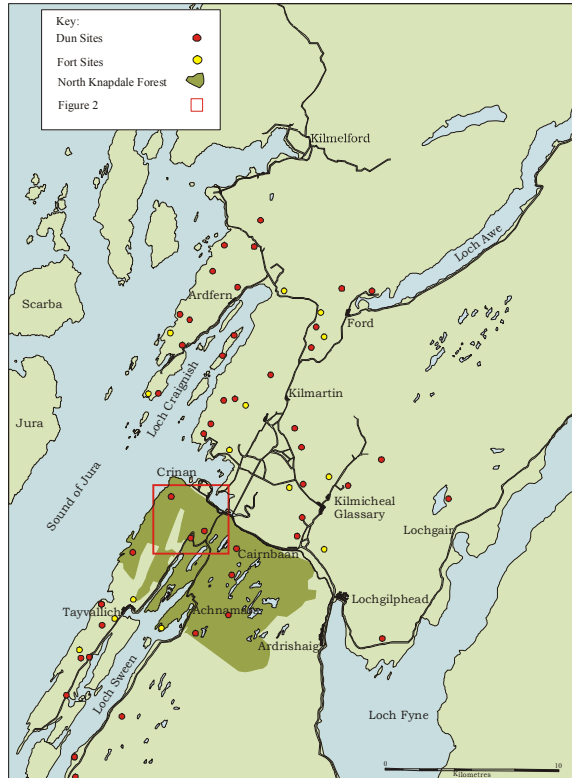 Key:
Dun Sites
Fort Sites
North Knapdale Forest
Figure 2
Kilmelford
Loch Awe
Ardfern
Scarba
Ford
Loch Craignish
Kilmartin
Jura
Sound of Jura
Crinan
Kilmicheal
Glassary
Lochgair
Cairnbaan
Tayvallich
Achnamara
Lochgilphead
Ardrishaig
Loch Sween
Loch Fyne
0 10
Kilometres